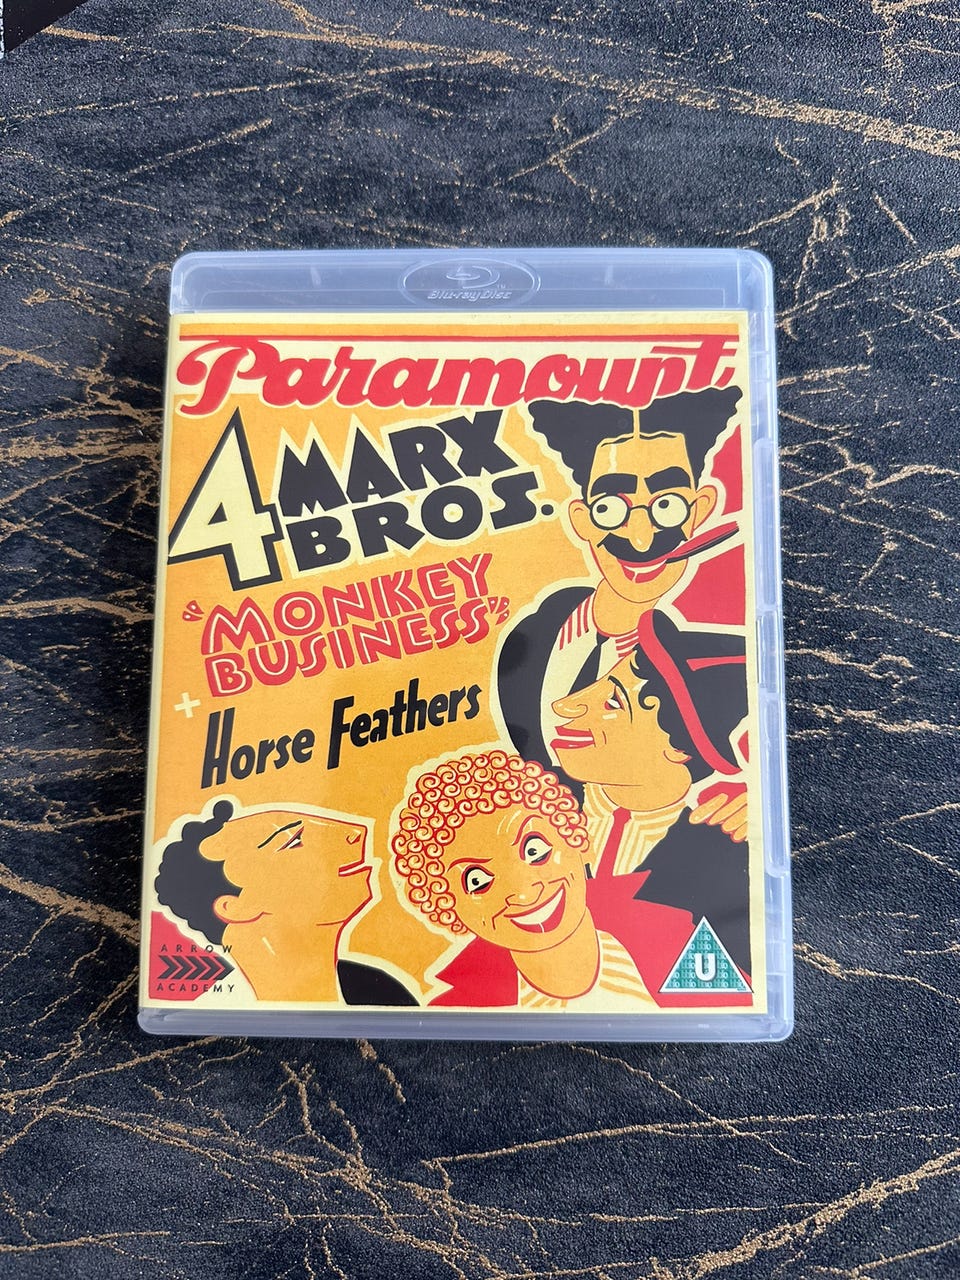 Blu-ray Disc
Paramount
4 MARX
BROS.
"MONKEY
BUSINESS"
+
Horse Feathers
ARROW
ACADEMY
U